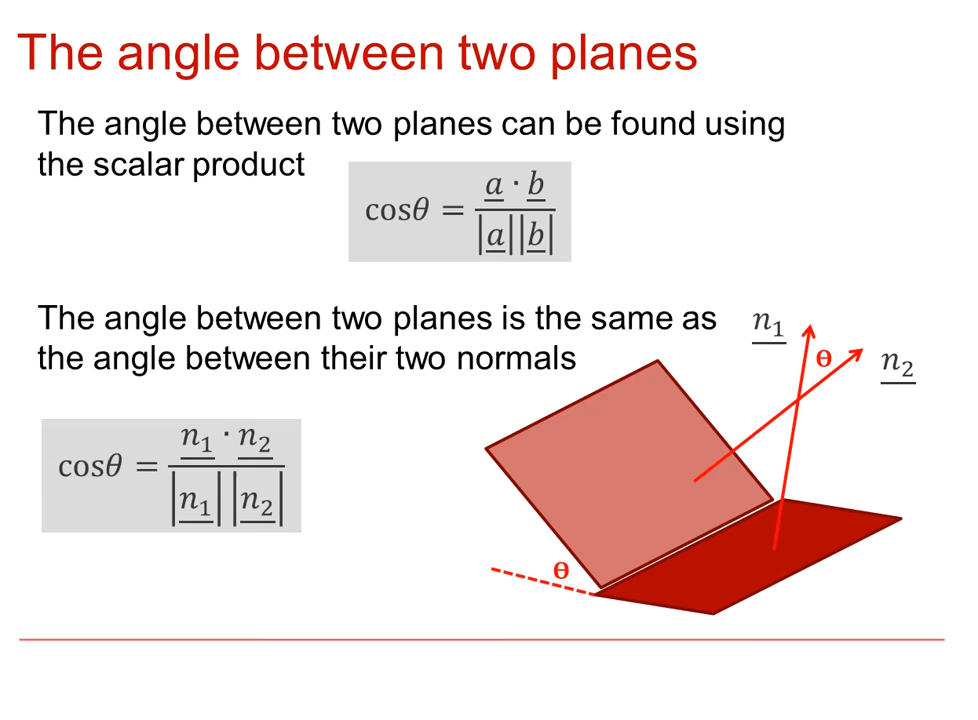 The angle between two planes
The angle between two planes can be found using
the scalar product
cosθ = a · b / |a||b|
The angle between two planes is the same as
the angle between their two normals
n₁
θ
n₂
cosθ = n₁ · n₂ / |n₁| |n₂|
θ